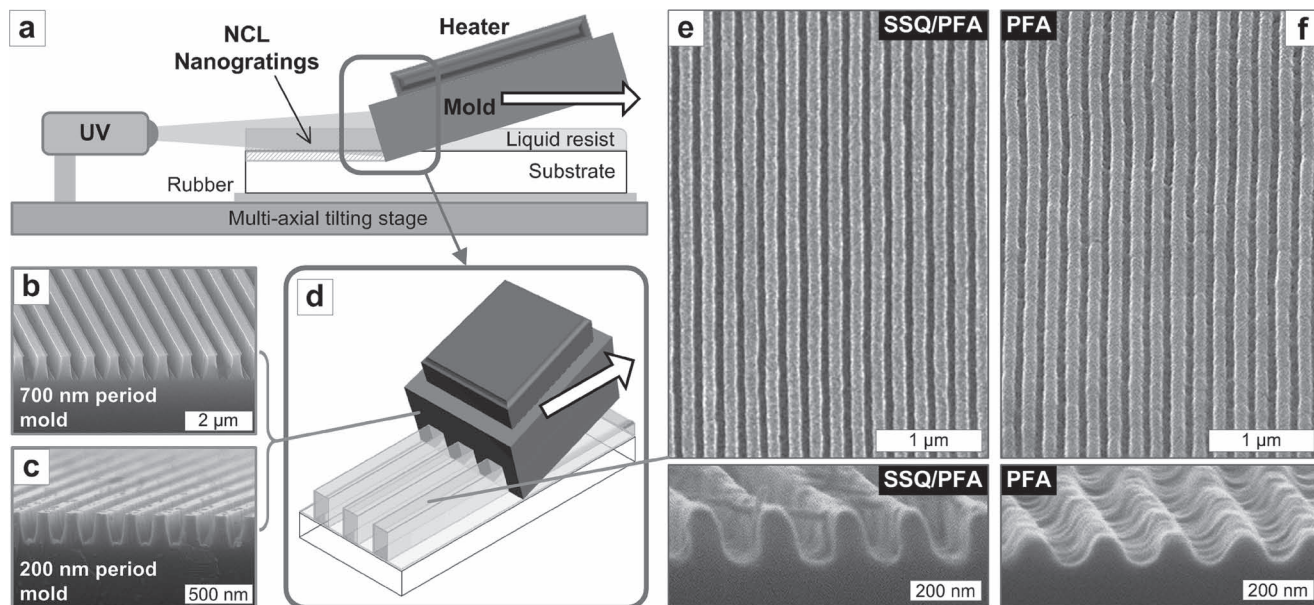 a
NCL
Nanogratings
Heater
Mold
UV
Liquid resist
Substrate
Rubber
Multi-axial tilting stage
b
700 nm period
mold
2 μm
c
200 nm period
mold
500 nm
d
e
SSQ/PFA
1 μm
SSQ/PFA
200 nm
PFA
f
1 μm
PFA
200 nm